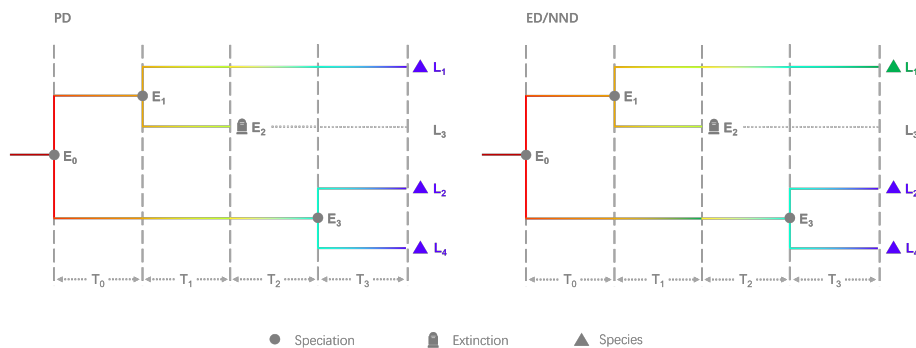 PD
ED/NND
L1
L1
E1
E1
E2
L3
E2
L3
E0
E0
L2
L2
E3
E3
L4
L4
T0 T1 T2 T3
T0 T1 T2 T3
Speciation Extinction Species